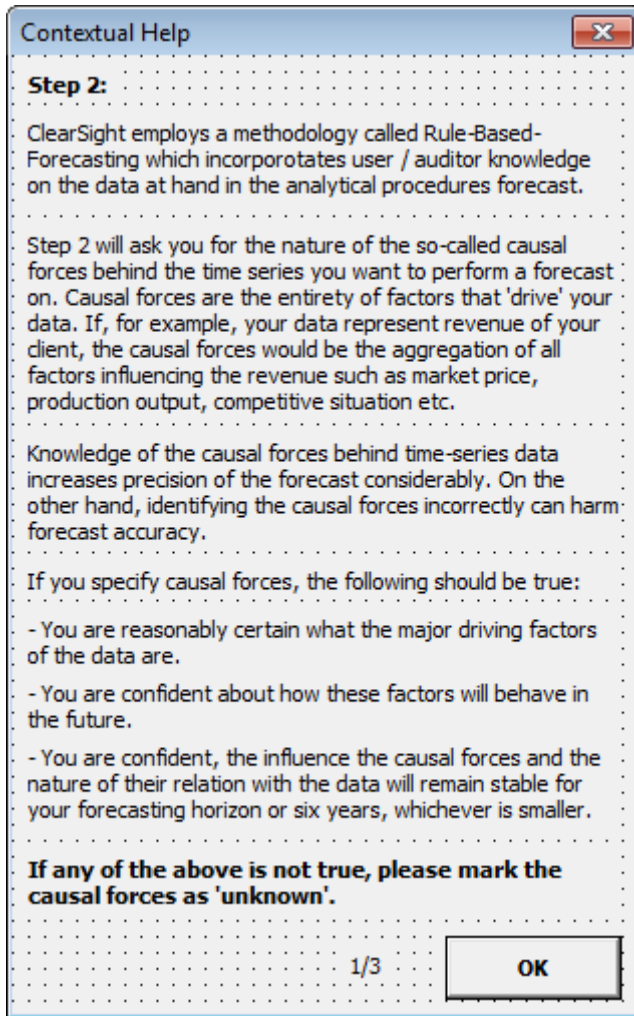 Contextual Help
Step 2:
ClearSight employs a methodology called Rule-Based-
Forecasting which incorporotates user / auditor knowledge
on the data at hand in the analytical procedures forecast.
Step 2 will ask you for the nature of the so-called causal
forces behind the time series you want to perform a forecast
on. Causal forces are the entirety of factors that 'drive' your
data. If, for example, your data represent revenue of your
client, the causal forces would be the aggregation of all
factors influencing the revenue such as market price,
production output, competitive situation etc.
Knowledge of the causal forces behind time-series data
increases precision of the forecast considerably. On the
other hand, identifying the causal forces incorrectly can harm
forecast accuracy.
If you specify causal forces, the following should be true:
- You are reasonably certain what the major driving factors
of the data are.
- You are confident about how these factors will behave in
the future.
- You are confident, the influence the causal forces and the
nature of their relation with the data will remain stable for
your forecasting horizon or six years, whichever is smaller.
If any of the above is not true, please mark the
causal forces as 'unknown'.
1/3
OK